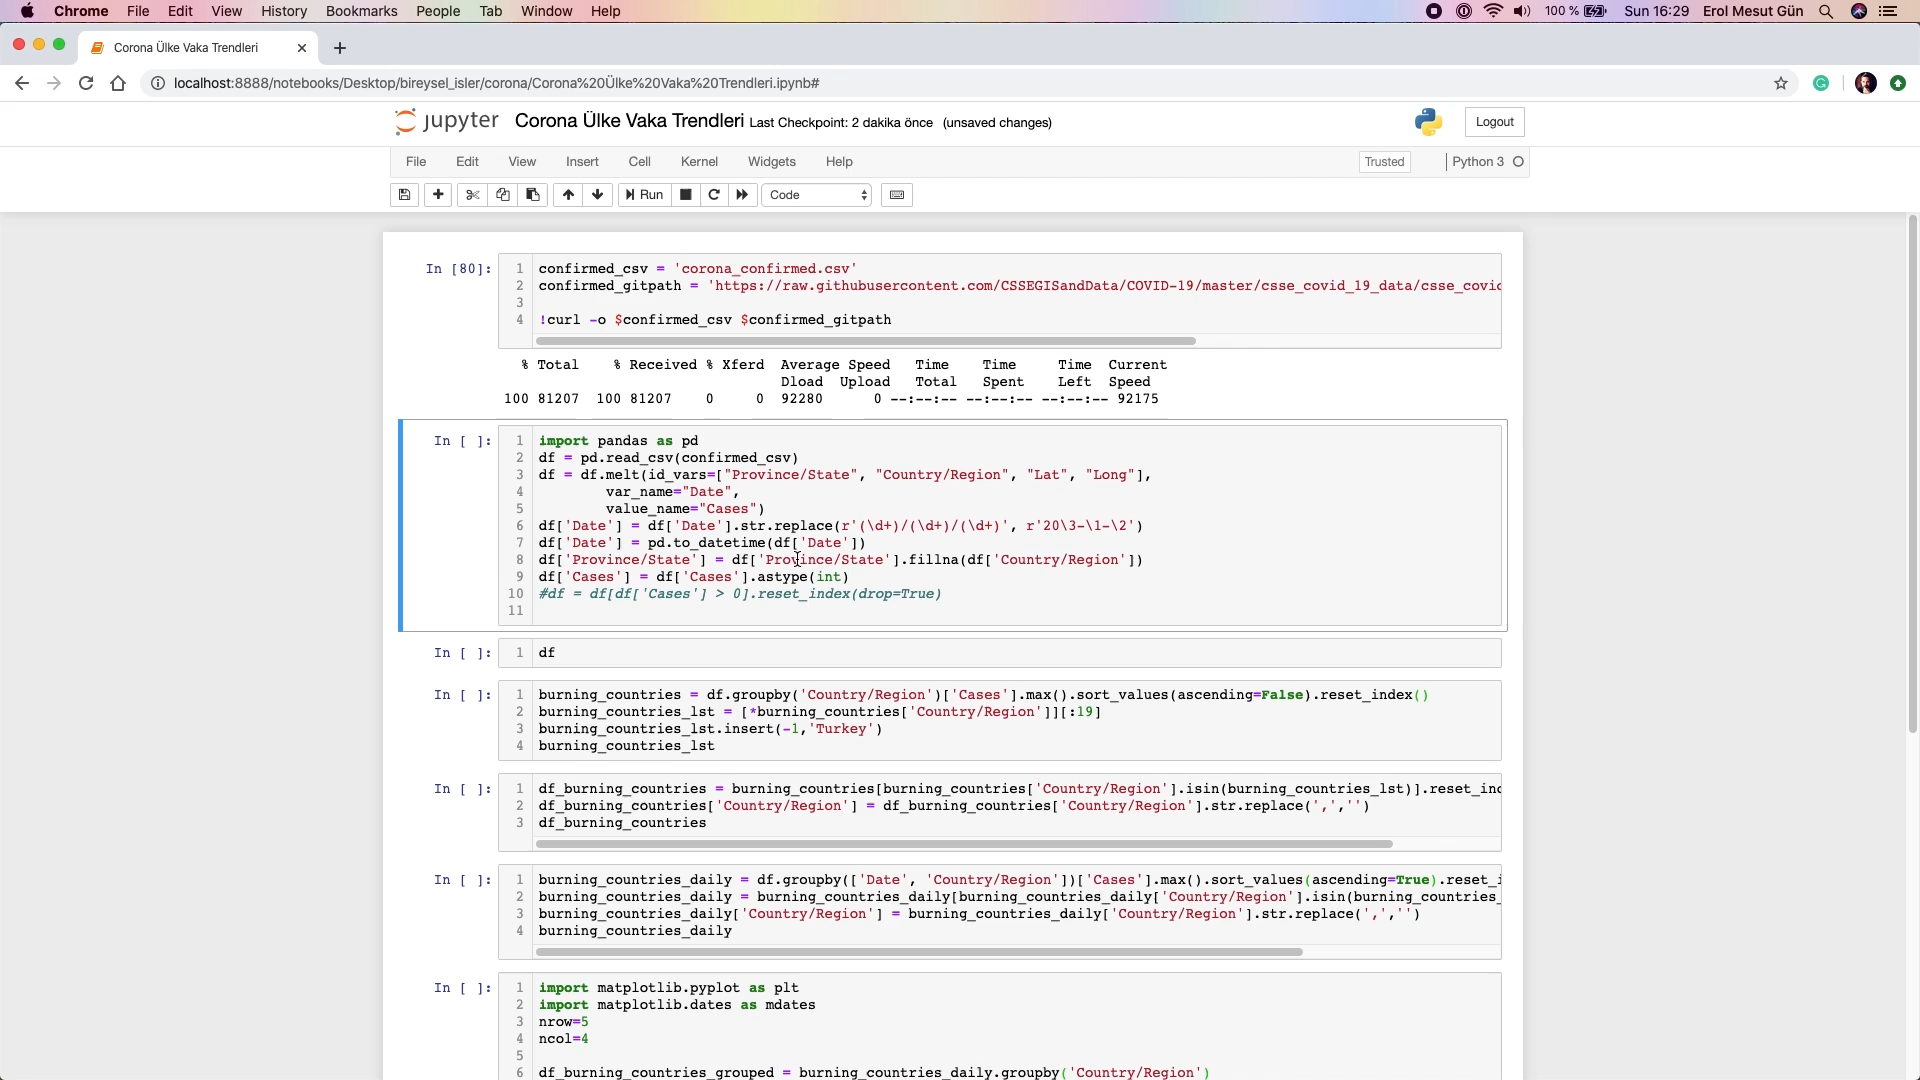 Chrome File Edit View History Bookmarks People Tab Window Help 100 % Sun 16:29 Erol Mesut Gün
Corona Ülke Vaka Trendleri
localhost:8888/notebooks/Desktop/bireysel_isler/corona/Corona%20Ülke%20Vaka%20Trendleri.ipynb#
jupyter Corona Ülke Vaka Trendleri Last Checkpoint: 2 dakika önce (unsaved changes) Logout
File Edit View Insert Cell Kernel Widgets Help Trusted Python 3
Run Code
In [80]: 1 confirmed_csv = 'corona_confirmed.csv'
2 confirmed_gitpath = 'https://raw.githubusercontent.com/CSSEGISandData/COVID-19/master/csse_covid_19_data/csse_covid
3
4 !curl -o $confirmed_csv $confirmed_gitpath
% Total % Received % Xferd Average Speed Time Time Time Current
Dload Upload Total Spent Left Speed
100 81207 100 81207 0 0 92280 0 --:--:-- --:--:-- --:--:-- 92175
In [ ]: 1 import pandas as pd
2 df = pd.read_csv(confirmed_csv)
3 df = df.melt(id_vars=["Province/State", "Country/Region", "Lat", "Long"],
4 var_name="Date",
5 value_name="Cases")
6 df['Date'] = df['Date'].str.replace(r'(\d+)/(\d+)/(\d+)', r'20\3-\1-\2')
7 df['Date'] = pd.to_datetime(df['Date'])
8 df['Province/State'] = df['Province/State'].fillna(df['Country/Region'])
9 df['Cases'] = df['Cases'].astype(int)
10 #df = df[df['Cases'] > 0].reset_index(drop=True)
11
In [ ]: 1 df
In [ ]: 1 burning_countries = df.groupby('Country/Region')['Cases'].max().sort_values(ascending=False).reset_index()
2 burning_countries_lst = [*burning_countries['Country/Region']][:19]
3 burning_countries_lst.insert(-1,'Turkey')
4 burning_countries_lst
In [ ]: 1 df_burning_countries = burning_countries[burning_countries['Country/Region'].isin(burning_countries_lst)].reset_ind
2 df_burning_countries['Country/Region'] = df_burning_countries['Country/Region'].str.replace(',','')
3 df_burning_countries
In [ ]: 1 burning_countries_daily = df.groupby(['Date', 'Country/Region'])['Cases'].max().sort_values(ascending=True).reset_i
2 burning_countries_daily = burning_countries_daily[burning_countries_daily['Country/Region'].isin(burning_countries_
3 burning_countries_daily['Country/Region'] = burning_countries_daily['Country/Region'].str.replace(',','')
4 burning_countries_daily
In [ ]: 1 import matplotlib.pyplot as plt
2 import matplotlib.dates as mdates
3 nrow=5
4 ncol=4
5
6 df_burning_countries_grouped = burning_countries_daily.groupby('Country/Region')